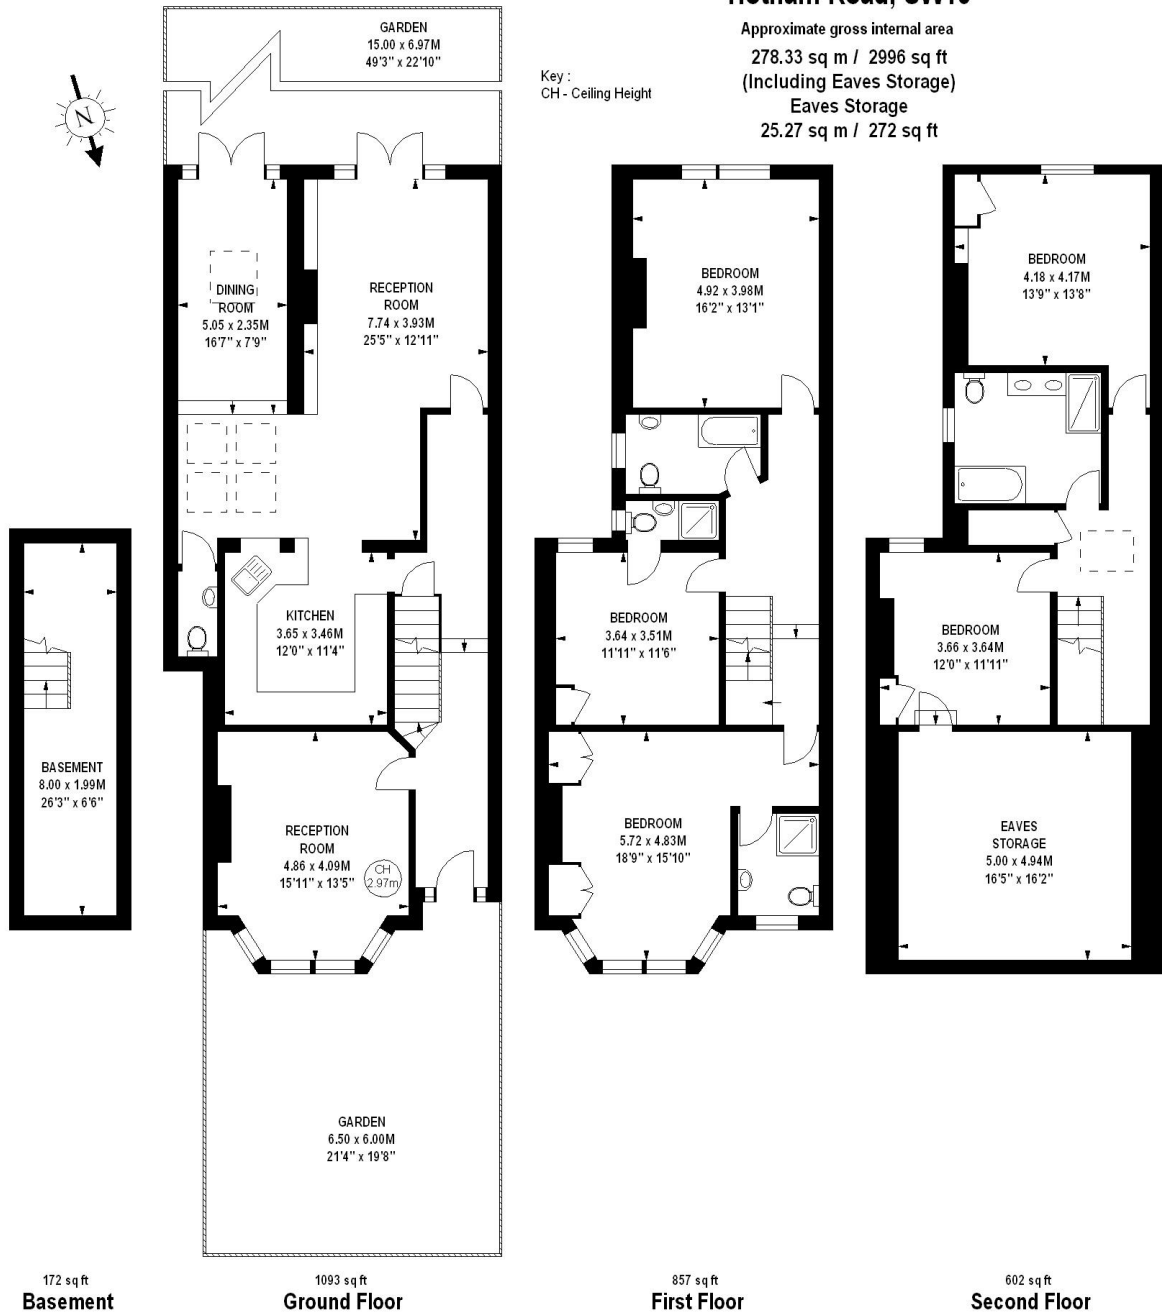 Hotham Road, SW15
Approximate gross internal area
278.33 sq m / 2996 sq ft
(Including Eaves Storage)
Eaves Storage
25.27 sq m / 272 sq ft
Key :
CH - Ceiling Height
N
GARDEN
15.00 x 6.97M
49'3" x 22'10"
DINING
ROOM
5.05 x 2.35M
16'7" x 7'9"
RECEPTION
ROOM
7.74 x 3.93M
25'5" x 12'11"
KITCHEN
3.65 x 3.46M
12'0" x 11'4"
RECEPTION
ROOM
4.86 x 4.09M
15'11" x 13'5"
CH
2.97m
GARDEN
6.50 x 6.00M
21'4" x 19'8"
BASEMENT
8.00 x 1.99M
26'3" x 6'6"
BEDROOM
4.92 x 3.98M
16'2" x 13'1"
BEDROOM
3.64 x 3.51M
11'11" x 11'6"
BEDROOM
5.72 x 4.83M
18'9" x 15'10"
BEDROOM
4.18 x 4.17M
13'9" x 13'8"
BEDROOM
3.66 x 3.64M
12'0" x 11'11"
EAVES
STORAGE
5.00 x 4.94M
16'5" x 16'2"
172 sq ft
Basement
1093 sq ft
Ground Floor
857 sq ft
First Floor
602 sq ft
Second Floor